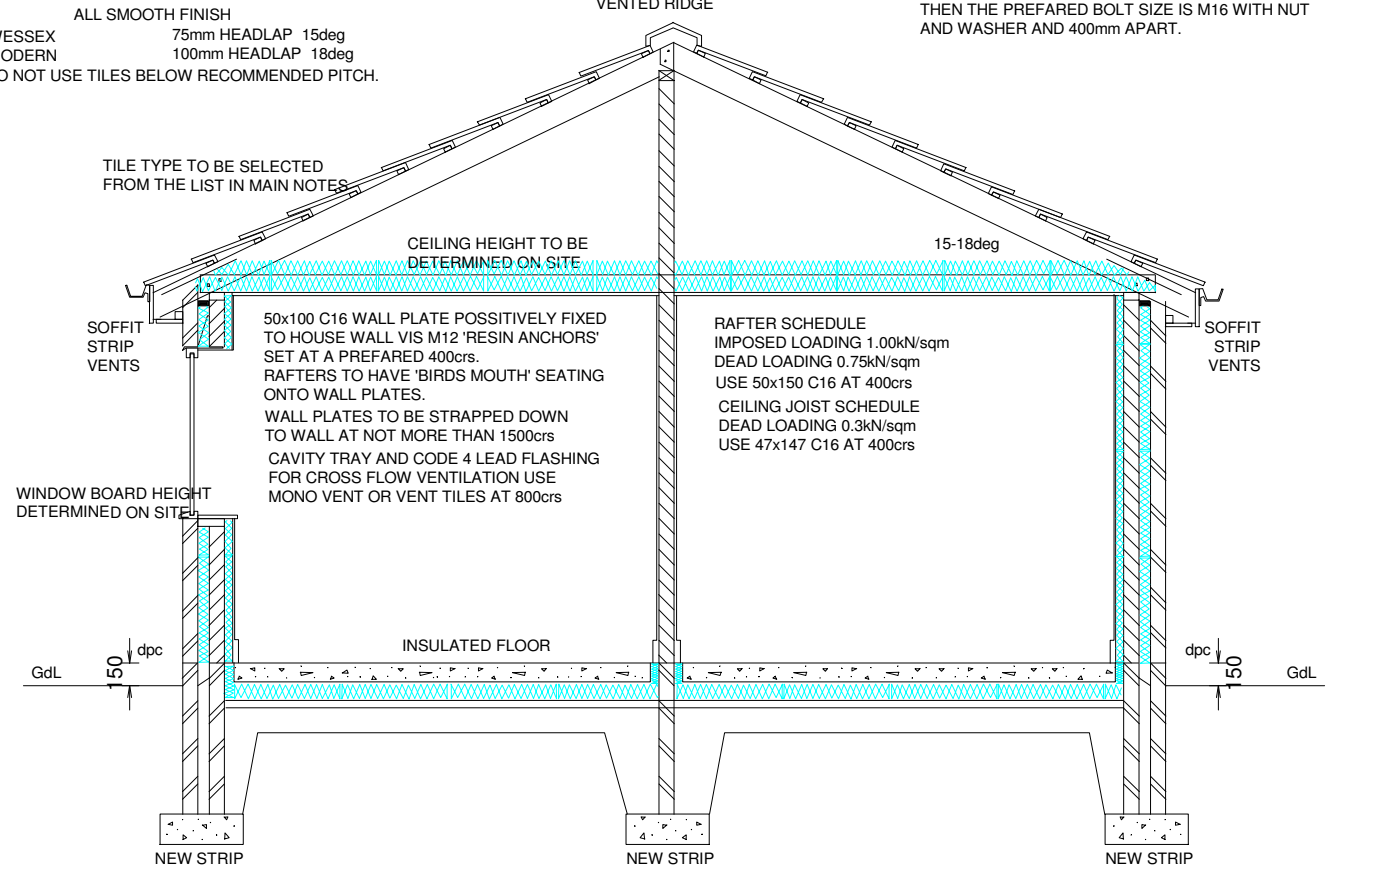 ALL SMOOTH FINISH
WESSEX 75mm HEADLAP 15deg
MODERN 100mm HEADLAP 18deg
DO NOT USE TILES BELOW RECOMMENDED PITCH.
VENTED RIDGE
THEN THE PREFARED BOLT SIZE IS M16 WITH NUT
AND WASHER AND 400mm APART.
TILE TYPE TO BE SELECTED
FROM THE LIST IN MAIN NOTES
CEILING HEIGHT TO BE
DETERMINED ON SITE
15-18deg
SOFFIT
STRIP
VENTS
50x100 C16 WALL PLATE POSSITIVELY FIXED
TO HOUSE WALL VIS M12 'RESIN ANCHORS'
SET AT A PREFARED 400crs.
RAFTERS TO HAVE 'BIRDS MOUTH' SEATING
ONTO WALL PLATES.
WALL PLATES TO BE STRAPPED DOWN
TO WALL AT NOT MORE THAN 1500crs
CAVITY TRAY AND CODE 4 LEAD FLASHING
FOR CROSS FLOW VENTILATION USE
MONO VENT OR VENT TILES AT 800crs
RAFTER SCHEDULE
IMPOSED LOADING 1.00kN/sqm
DEAD LOADING 0.75kN/sqm
USE 50x150 C16 AT 400crs
CEILING JOIST SCHEDULE
DEAD LOADING 0.3kN/sqm
USE 47x147 C16 AT 400crs
SOFFIT
STRIP
VENTS
WINDOW BOARD HEIGHT
DETERMINED ON SITE
INSULATED FLOOR
dpc
150
GdL
dpc
150
GdL
NEW STRIP
NEW STRIP
NEW STRIP